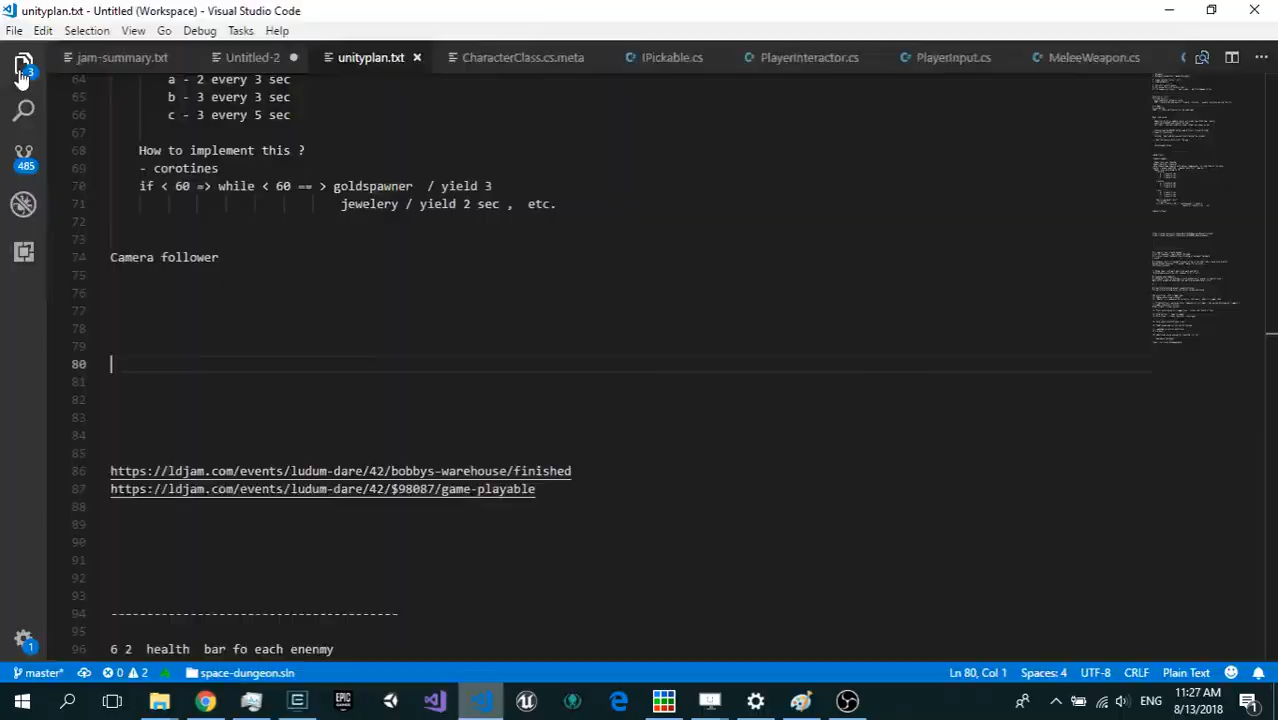 unityplan.txt - Untitled (Workspace) - Visual Studio Code
File Edit Selection View Go Debug Tasks Help
jam-summary.txt Untitled-2 unityplan.txt CharacterClass.cs.meta IPickable.cs PlayerInteractor.cs PlayerInput.cs MeleeWeapon.cs
3
485
1
64 a - 2 every 3 sec
65 b - 3 every 3 sec
66 c - 3 every 5 sec
67
68 How to implement this ?
69 - corotines
70 if < 60 => while < 60 == > goldspawner / yield 3
71 jewelery / yield 2 sec , etc.
72
73
74 Camera follower
75
76
77
78
79
80
81
82
83
84
85
86 https://ldjam.com/events/ludum-dare/42/bobbys-warehouse/finished
87 https://ldjam.com/events/ludum-dare/42/$98087/game-playable
88
89
90
91
92
93
94 ----------------------------------------
95
96 6 2 health bar fo each enenmy
master* 0 2 space-dungeon.sln Ln 80, Col 1 Spaces: 4 UTF-8 CRLF Plain Text
EPIC GAMES
ENG
11:27 AM
8/13/2018
1